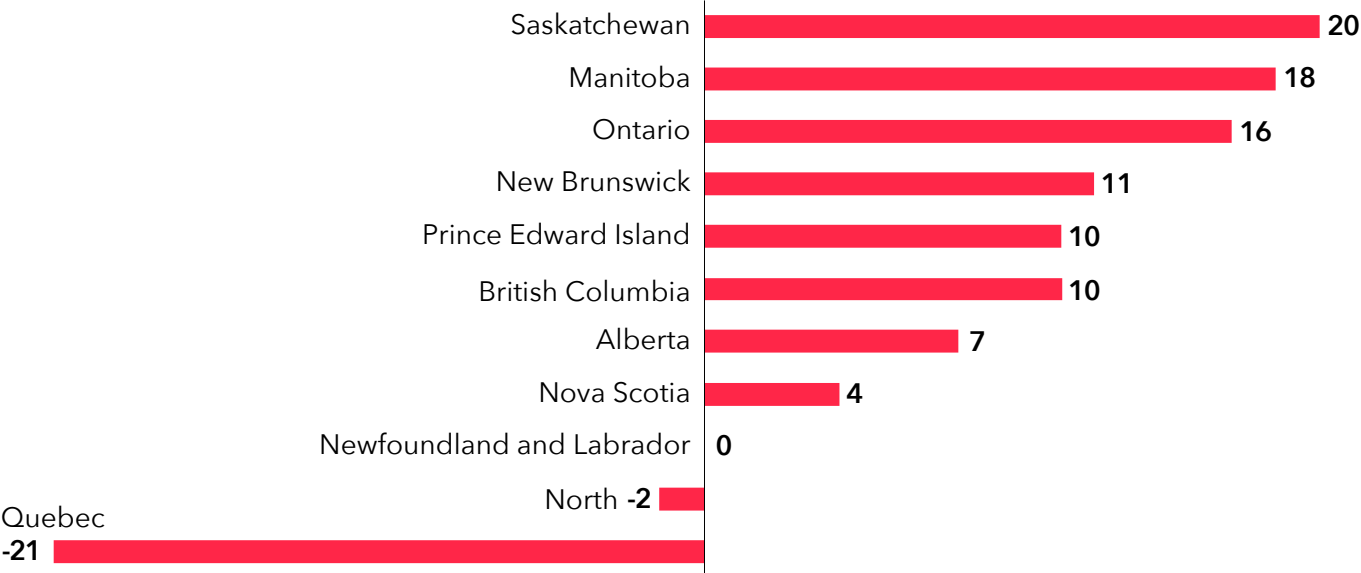 Saskatchewan 20
Manitoba 18
Ontario 16
New Brunswick 11
Prince Edward Island 10
British Columbia 10
Alberta 7
Nova Scotia 4
Newfoundland and Labrador 0
North -2
Quebec
-21